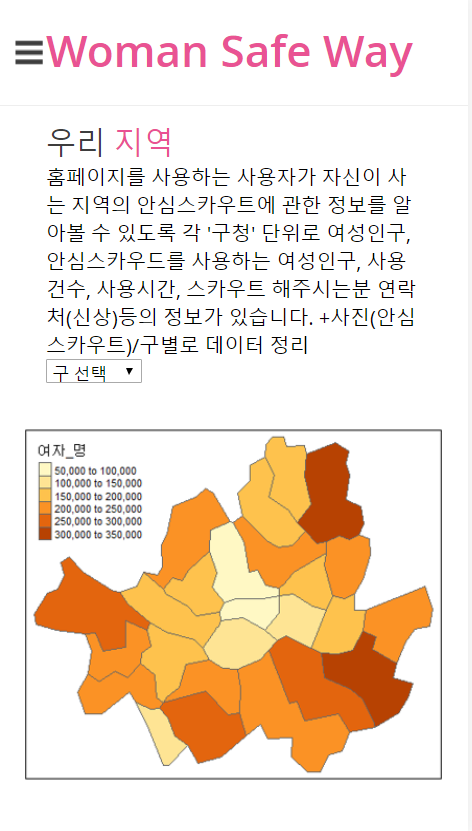 Woman Safe Way
우리 지역
홈페이지를 사용하는 사용자가 자신이 사
는 지역의 안심스카우트에 관한 정보를 알
아볼 수 있도록 각 '구청' 단위로 여성인구,
안심스카우드를 사용하는 여성인구, 사용
건수, 사용시간, 스카우트 해주시는분 연락
처(신상)등의 정보가 있습니다. +사진(안심
스카우트)/구별로 데이터 정리
구 선택
여자_명
50,000 to 100,000
100,000 to 150,000
150,000 to 200,000
200,000 to 250,000
250,000 to 300,000
300,000 to 350,000